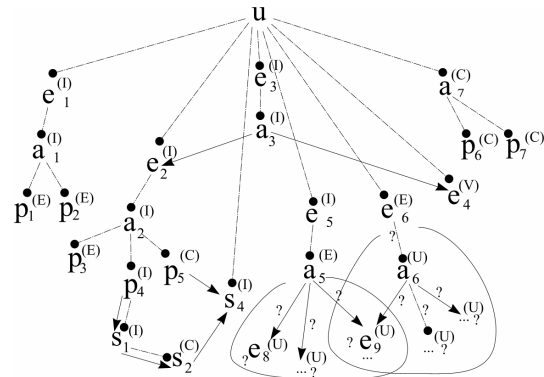 u
e₁(I) e₃(I) a₇(C)
a₁(I) a₃(I) p₆(C) p₇(C)
p₁(E) p₂(E) e₂(I) e₄(V)
a₂(I) e₅(I) e₆(E)
p₃(E) p₄(I) p₅(C) a₅(E) ? a₆(U)
s₁(I) s₂(C) s₄(I) ? ? ? ? ? ?
? e₈(U) ? e₉(U) (U) ... ?
(U) ... ? ... (U) ... ?